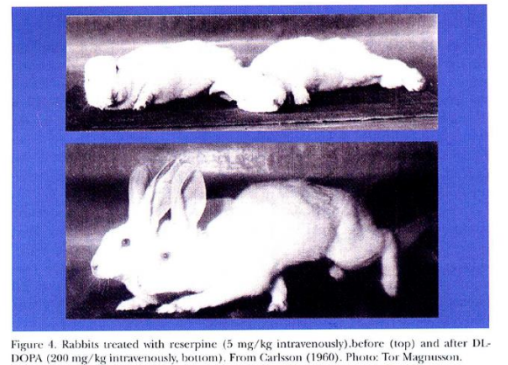 Figure 4. Rabbits treated with reserpine (5 mg/kg intravenously).before (top) and after DL-
DOPA (200 mg/kg intravenously, bottom). From Carlsson (1960). Photo: Tor Magnusson.